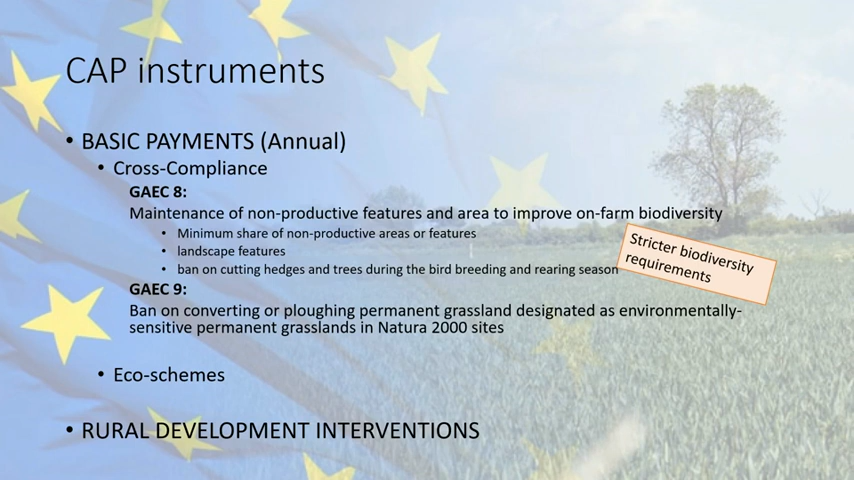 CAP instruments
• BASIC PAYMENTS (Annual)
• Cross-Compliance
GAEC 8:
Maintenance of non-productive features and area to improve on-farm biodiversity
• Minimum share of non-productive areas or features
• landscape features
• ban on cutting hedges and trees during the bird breeding and rearing season
Stricter biodiversity
requirements
GAEC 9:
Ban on converting or ploughing permanent grassland designated as environmentally-
sensitive permanent grasslands in Natura 2000 sites
• Eco-schemes
• RURAL DEVELOPMENT INTERVENTIONS